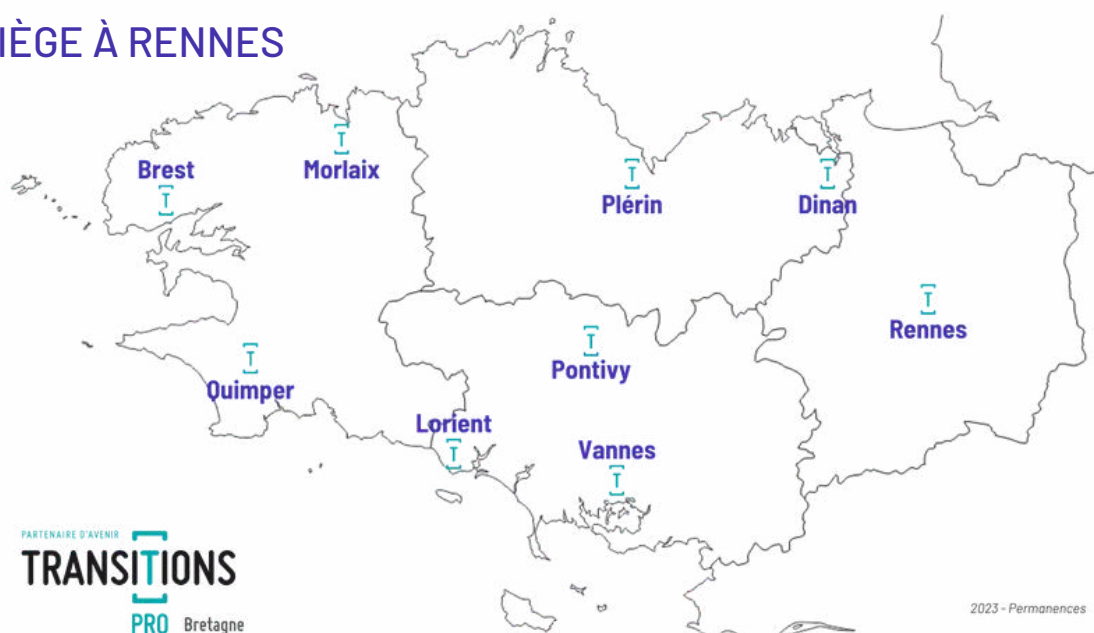 IÈGE À RENNES
Brest
Morlaix
Plérin
Dinan
Rennes
Quimper
Pontivy
Lorient
Vannes
PARTENAIRE D'AVENIR
TRANSITIONS
PRO Bretagne
2023 - Permanences